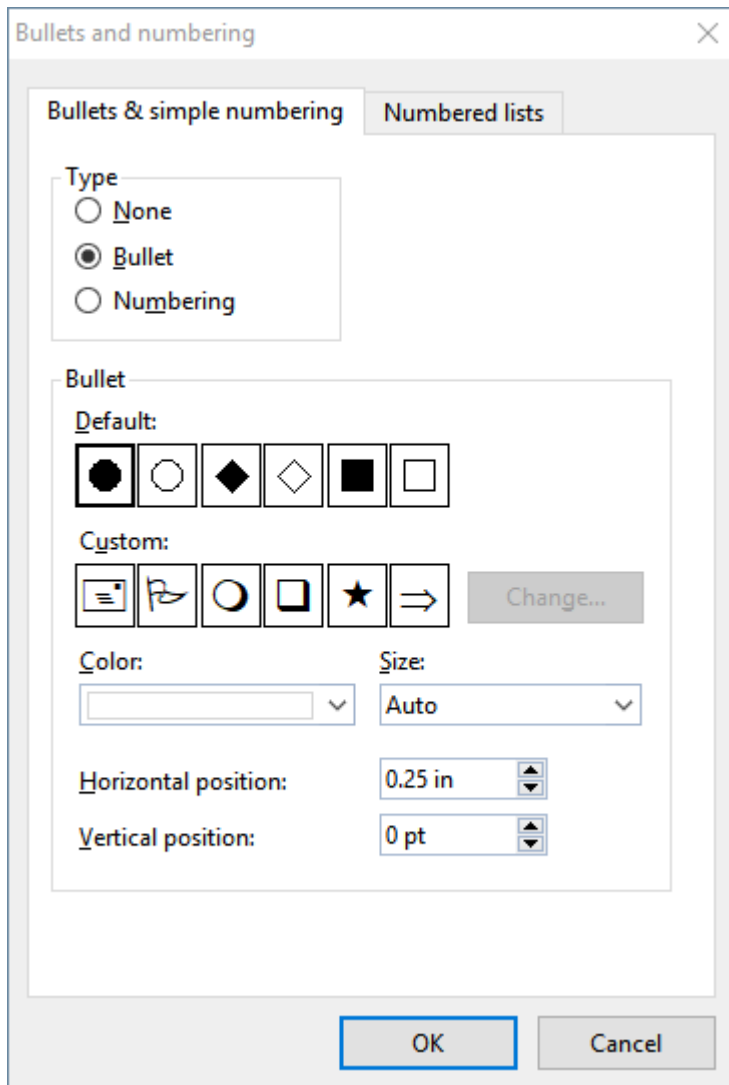 Bullets and numbering
Bullets & simple numbering Numbered lists
Type
None
Bullet
Numbering
Bullet
Default:
Custom:
Change...
Color: Size:
Auto
Horizontal position: 0.25 in
Vertical position: 0 pt
OK Cancel